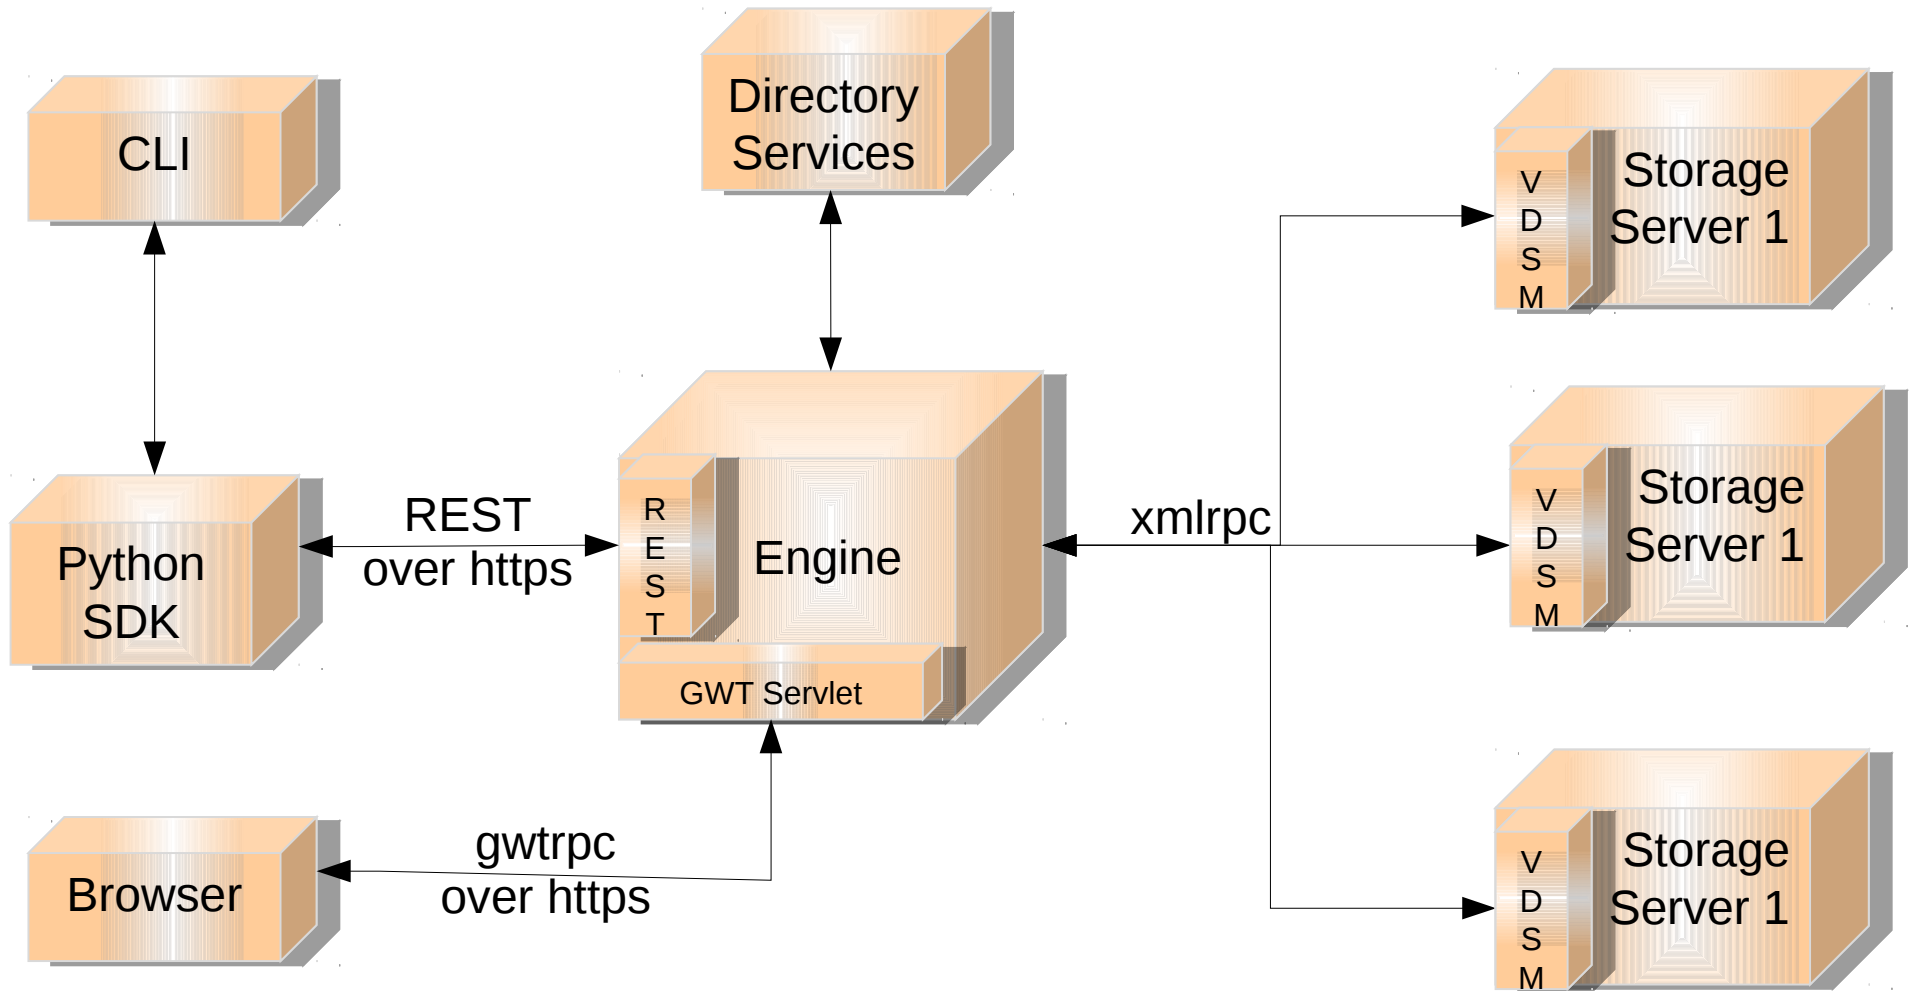 CLI
Directory
Services
V
D
S
M
Storage
Server 1
Python
SDK
REST
over https
R
E
S
T
Engine
GWT Servlet
xmlrpc
V
D
S
M
Storage
Server 1
Browser
gwtrpc
over https
V
D
S
M
Storage
Server 1